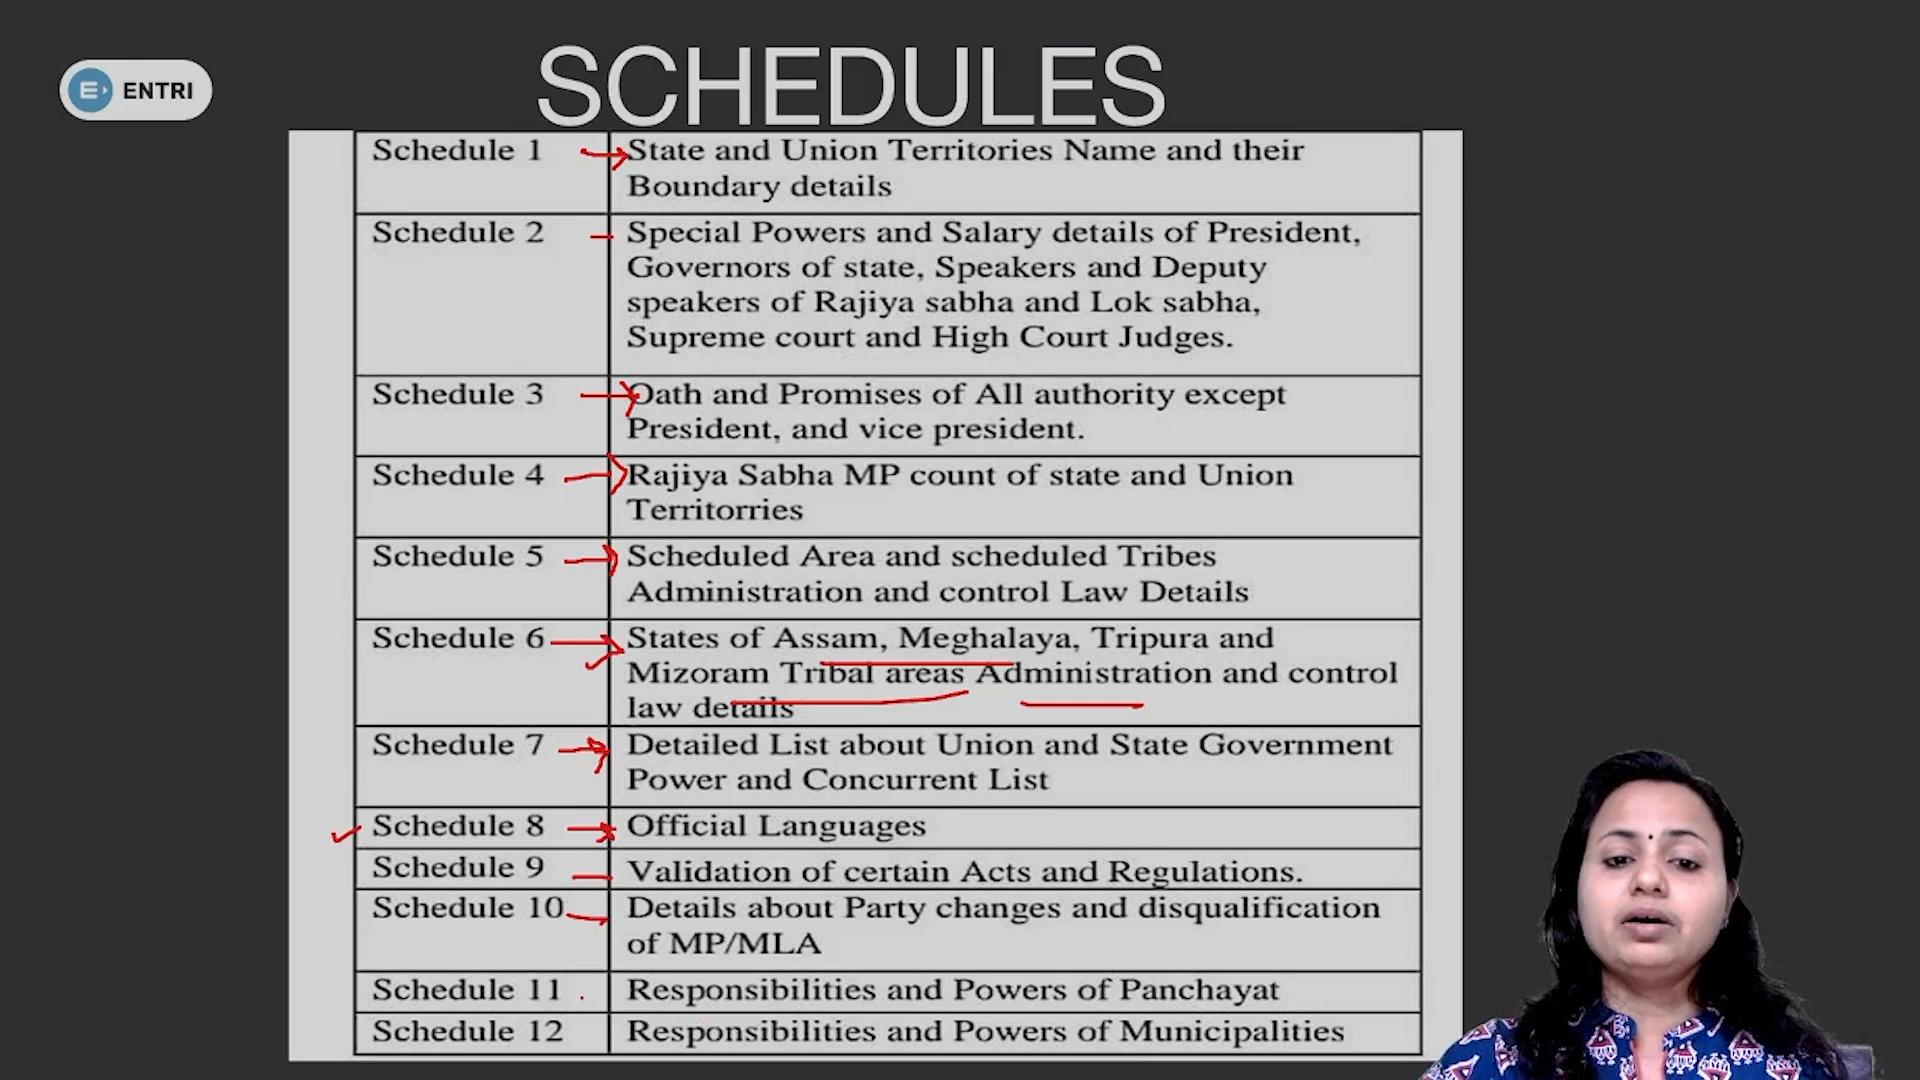 ENTRI
SCHEDULES
Schedule 1
State and Union Territories Name and their
Boundary details
Schedule 2
Special Powers and Salary details of President,
Governors of state, Speakers and Deputy
speakers of Rajiya sabha and Lok sabha,
Supreme court and High Court Judges.
Schedule 3
Oath and Promises of All authority except
President, and vice president.
Schedule 4
Rajiya Sabha MP count of state and Union
Territorries
Schedule 5
Scheduled Area and scheduled Tribes
Administration and control Law Details
Schedule 6
States of Assam, Meghalaya, Tripura and
Mizoram Tribal areas Administration and control
law details
Schedule 7
Detailed List about Union and State Government
Power and Concurrent List
Schedule 8
Official Languages
Schedule 9
Validation of certain Acts and Regulations.
Schedule 10
Details about Party changes and disqualification
of MP/MLA
Schedule 11
Responsibilities and Powers of Panchayat
Schedule 12
Responsibilities and Powers of Municipalities